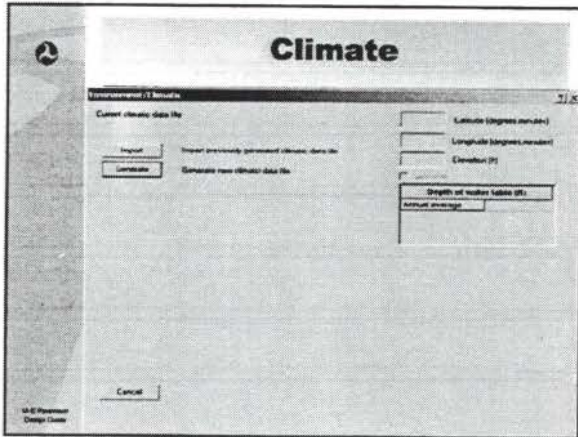 Climate
Environment/Climatic
Current climatic data file
Import
Import previously generated climatic data file
Generate
Generate new climatic data file
Latitude (degrees.minutes)
Longitude (degrees.minutes)
Elevation (ft)
Depth of water table (ft)
Annual average
Cancel
M-E Pavement
Design Guide